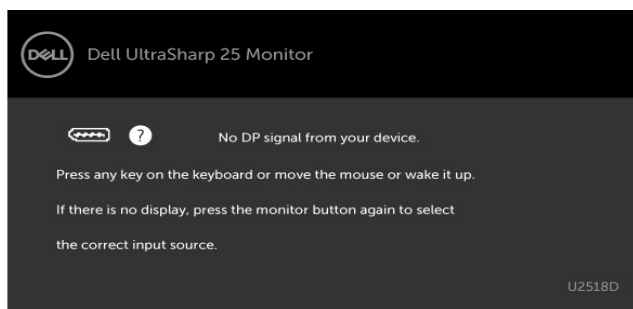 DELL Dell UltraSharp 25 Monitor
? No DP signal from your device.
Press any key on the keyboard or move the mouse or wake it up.
If there is no display, press the monitor button again to select
the correct input source.
U2518D